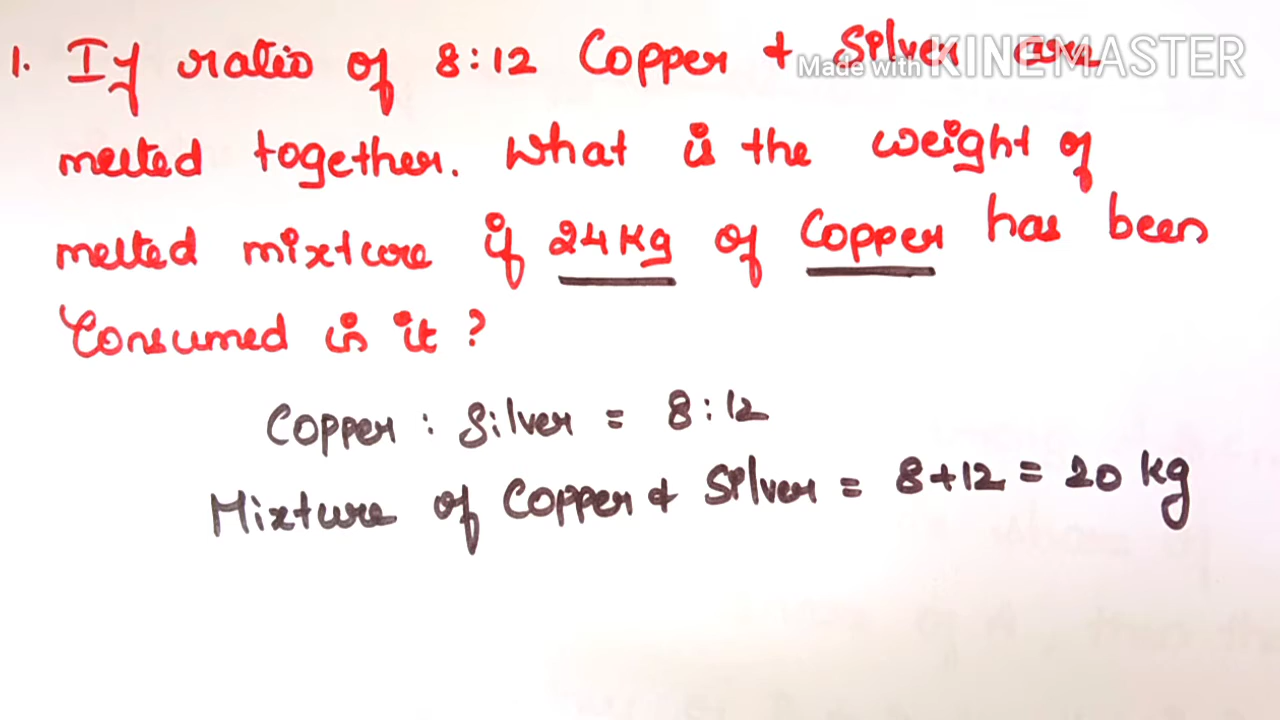 1. If ratio of 8:12 Copper & Silver are
Made with KINEMASTER
melted together. What is the weight of
melted mixture if 24 Kg of Copper has been
Consumed in it?
Copper : Silver = 8:12
Mixture of Copper & Silver = 8+12 = 20 kg